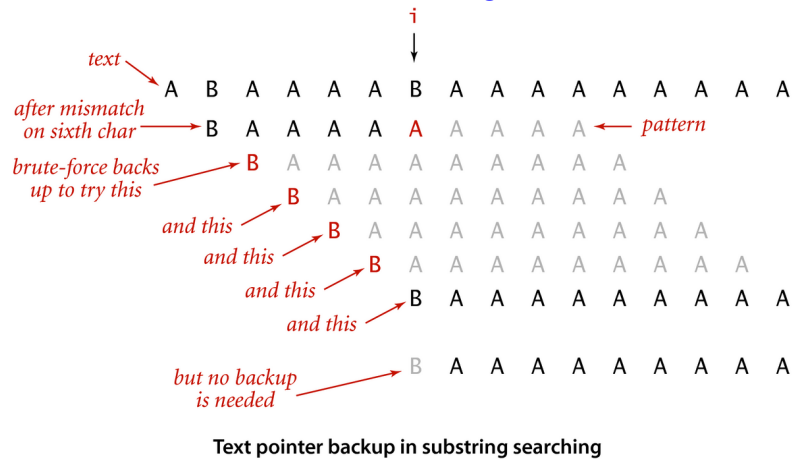 i
text
A B A A A A B A A A A A A A A A
after mismatch
on sixth char
B A A A A A A A A A
pattern
brute-force backs
up to try this
B A A A A A A A A A
and this
B A A A A A A A A A
and this
B A A A A A A A A A
and this
B A A A A A A A A A
and this
B A A A A A A A A A
but no backup
is needed
B A A A A A A A A A
Text pointer backup in substring searching